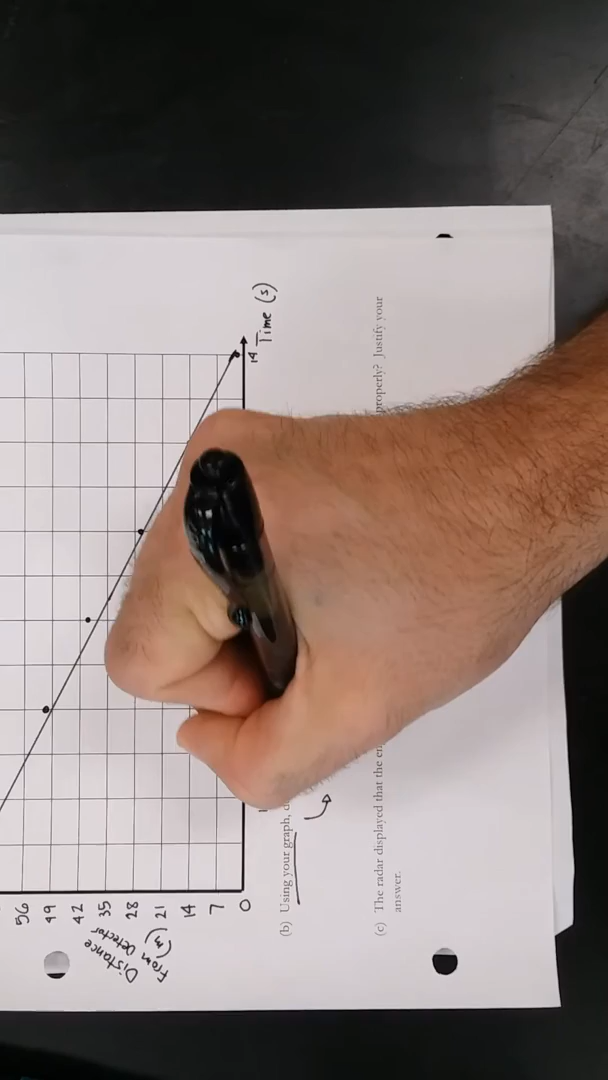 56
49
42
35
28
21
14
7
0
Distance
From Detector
(m)
14
Time (s)
(b) Using your graph,
(c) The radar displayed that the properly? Justify your
answer.